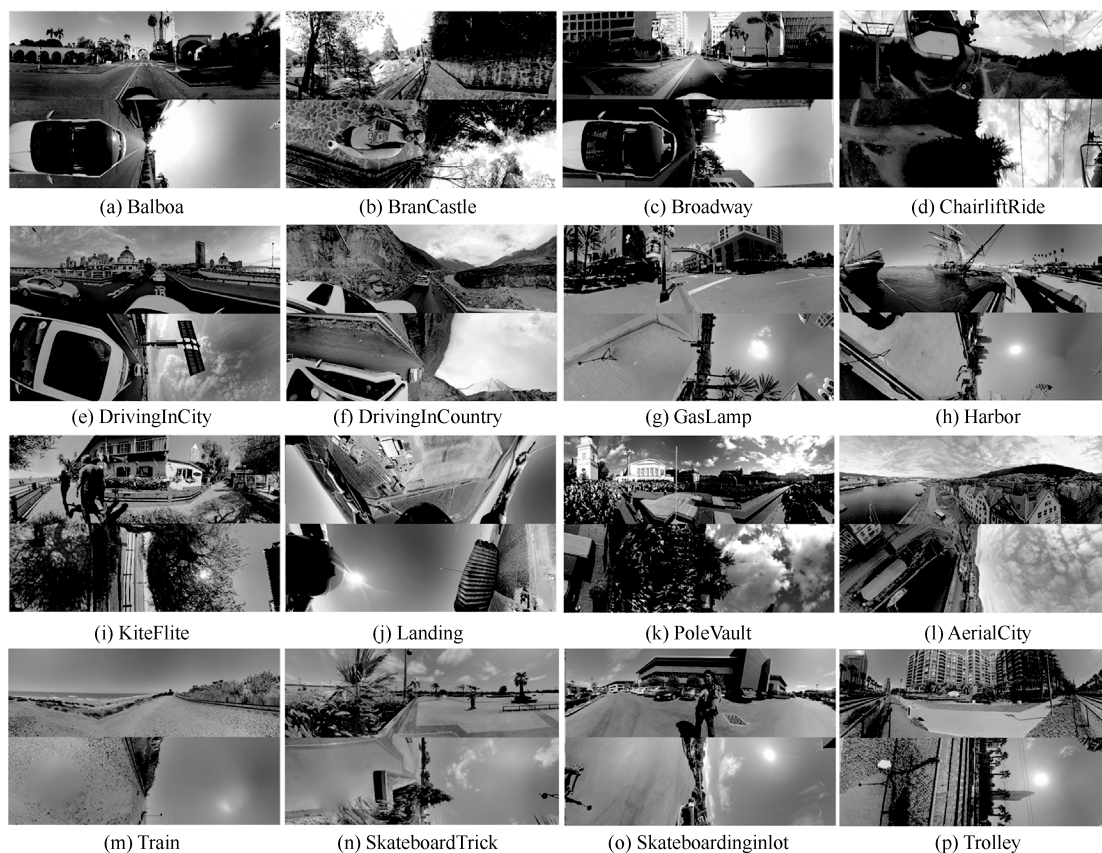 (a) Balboa
(b) BranCastle
(c) Broadway
(d) ChairliftRide
(e) DrivingInCity
(f) DrivingInCountry
(g) GasLamp
(h) Harbor
(i) KiteFlite
(j) Landing
(k) PoleVault
(l) AerialCity
(m) Train
(n) SkateboardTrick
(o) Skateboardinginlot
(p) Trolley